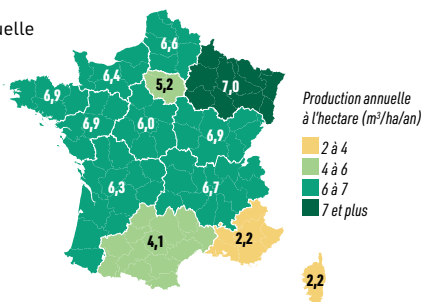 uelle
6,6
6,4
5,2
7,0
6,9
6,9
6,0
6,9
Production annuelle
à l'hectare (m³/ha/an)
2 à 4
4 à 6
6 à 7
7 et plus
6,3
6,7
4,1
2,2
2,2